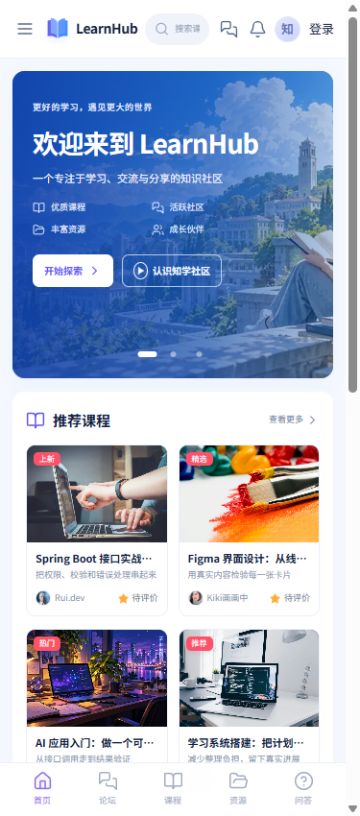 LearnHub
搜索课
知
登录
更好的学习，遇见更大的世界
欢迎来到 LearnHub
一个专注于学习、交流与分享的知识社区
优质课程
活跃社区
丰富资源
成长伙伴
开始探索
认识知学社区
推荐课程
查看更多
上新
精选
Spring Boot 接口实战…
Figma 界面设计：从线…
把权限、校验和错误处理串起来
用真实内容检验每一张卡片
Rui.dev
待评价
Kiki画画中
待评价
热门
推荐
AI 应用入门：做一个可…
学习系统搭建：把计划…
从接口调用走到结果验证
减少整理负担，留下真实进展
首页
论坛
课程
资源
问答